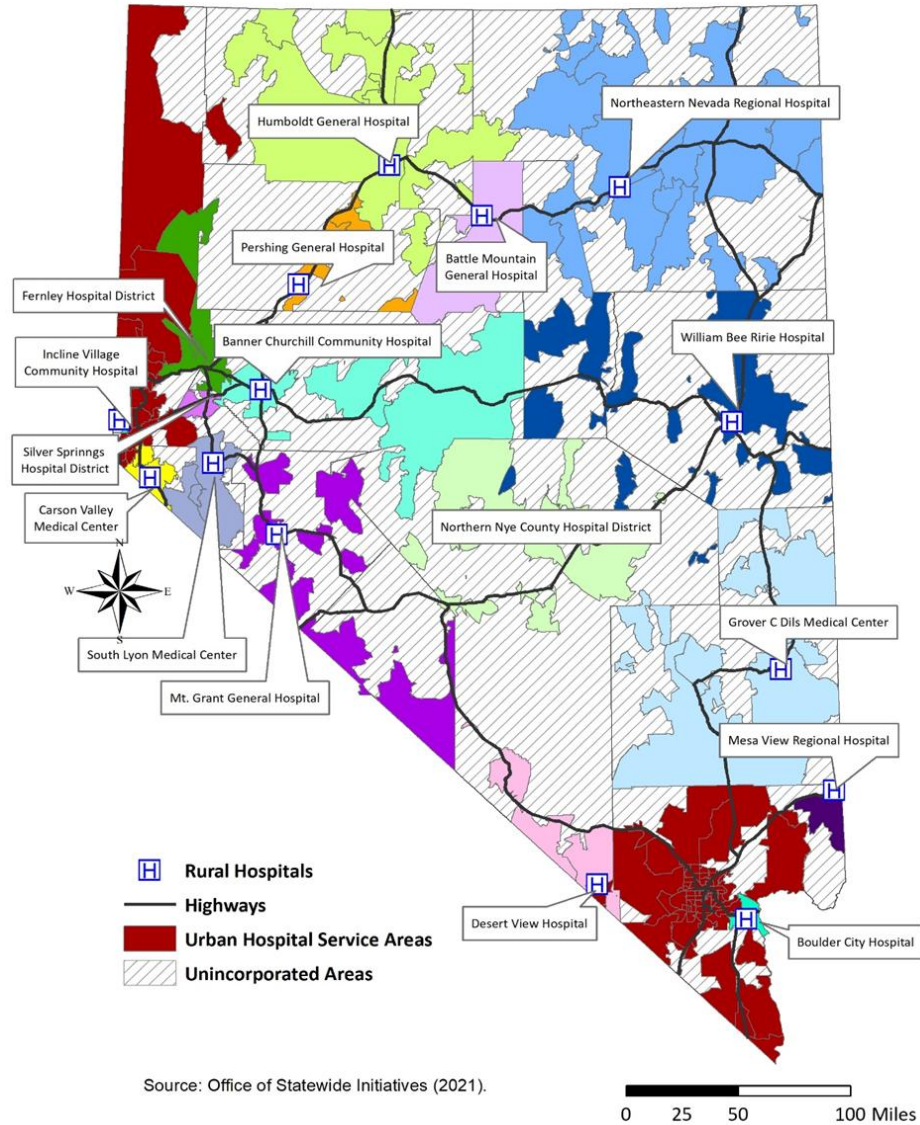 Northeastern Nevada Regional Hospital
Humboldt General Hospital
Pershing General Hospital
Battle Mountain
General Hospital
Fernley Hospital District
Banner Churchill Community Hospital
William Bee Ririe Hospital
Incline Village
Community Hospital
Silver Sprinngs
Hospital District
Carson Valley
Medical Center
Northern Nye County Hospital District
N
W
E
S
South Lyon Medical Center
Grover C Dils Medical Center
Mt. Grant General Hospital
Mesa View Regional Hospital
H
H
H
H
H
H
H
H
H
H
H
H
H
H
H Rural Hospitals
Highways
Urban Hospital Service Areas
Unincorporated Areas
Desert View Hospital
Boulder City Hospital
Source: Office of Statewide Initiatives (2021).
0 25 50 100 Miles